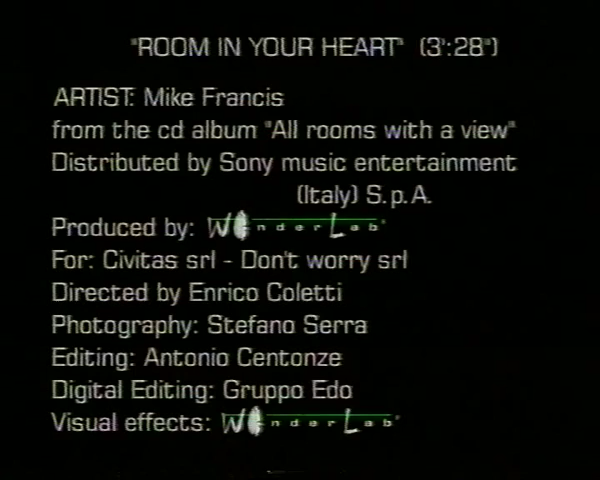 "ROOM IN YOUR HEART" (3':28")
ARTIST: Mike Francis
from the cd album "All rooms with a view"
Distributed by Sony music entertainment
(Italy) S.p.A.
Produced by: WonderLab
For: Civitas srl - Don't worry srl
Directed by Enrico Coletti
Photography: Stefano Serra
Editing: Antonio Centonze
Digital Editing: Gruppo Edo
Visual effects: WonderLab